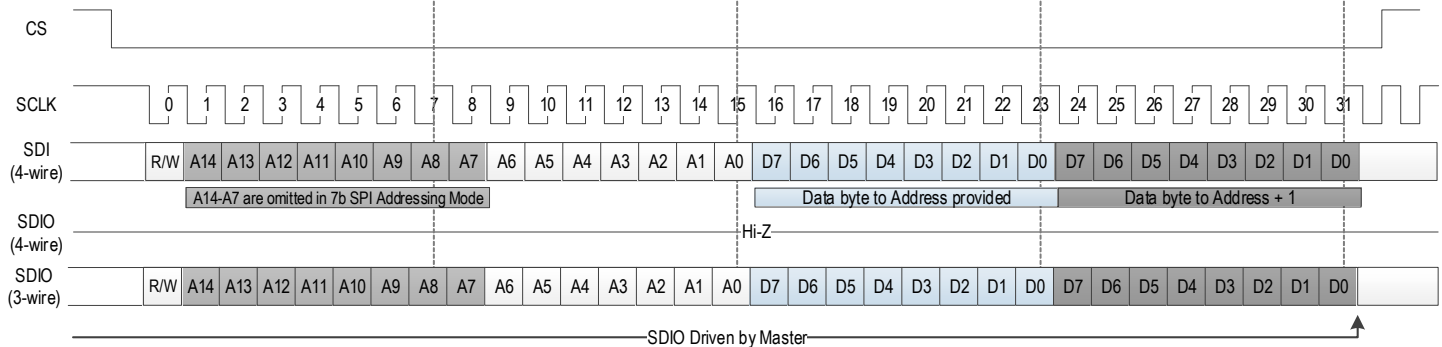 CS
SCLK 0 1 2 3 4 5 6 7 8 9 10 11 12 13 14 15 16 17 18 19 20 21 22 23 24 25 26 27 28 29 30 31
SDI
(4-wire)
R/W A14 A13 A12 A11 A10 A9 A8 A7 A6 A5 A4 A3 A2 A1 A0 D7 D6 D5 D4 D3 D2 D1 D0 D7 D6 D5 D4 D3 D2 D1 D0
A14-A7 are omitted in 7b SPI Addressing Mode Data byte to Address provided Data byte to Address + 1
SDIO
(4-wire)
Hi-Z
SDIO
(3-wire)
R/W A14 A13 A12 A11 A10 A9 A8 A7 A6 A5 A4 A3 A2 A1 A0 D7 D6 D5 D4 D3 D2 D1 D0 D7 D6 D5 D4 D3 D2 D1 D0
SDIO Driven by Master